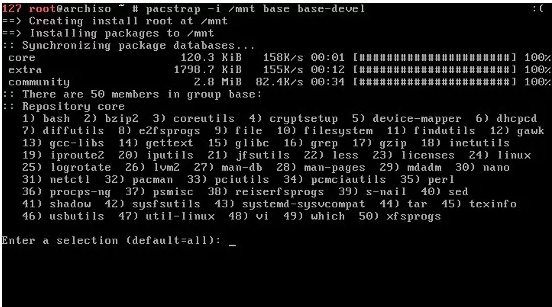 127 root@archiso ~ # pacstrap -i /mnt base base-devel :(
==> Creating install root at /mnt
==> Installing packages to /mnt
:: Synchronizing package databases...
core 120.3 KiB 158K/s 00:01 [######################] 100%
extra 1798.7 KiB 155K/s 00:12 [######################] 100%
community 2.8 MiB 82.4K/s 00:34 [######################] 100%
:: There are 50 members in group base:
:: Repository core
1) bash 2) bzip2 3) coreutils 4) cryptsetup 5) device-mapper 6) dhcpcd
7) diffutils 8) e2fsprogs 9) file 10) filesystem 11) findutils 12) gawk
13) gcc-libs 14) gettext 15) glibc 16) grep 17) gzip 18) inetutils
19) iproute2 20) iputils 21) jfsutils 22) less 23) licenses 24) linux
25) logrotate 26) lvm2 27) man-db 28) man-pages 29) mdadm 30) nano
31) netctl 32) pacman 33) pciutils 34) pcmciautils 35) perl
36) procps-ng 37) psmisc 38) reiserfsprogs 39) s-nail 40) sed
41) shadow 42) sysfsutils 43) systemd-sysvcompat 44) tar 45) texinfo
46) usbutils 47) util-linux 48) vi 49) which 50) xfsprogs
Enter a selection (default=all): _